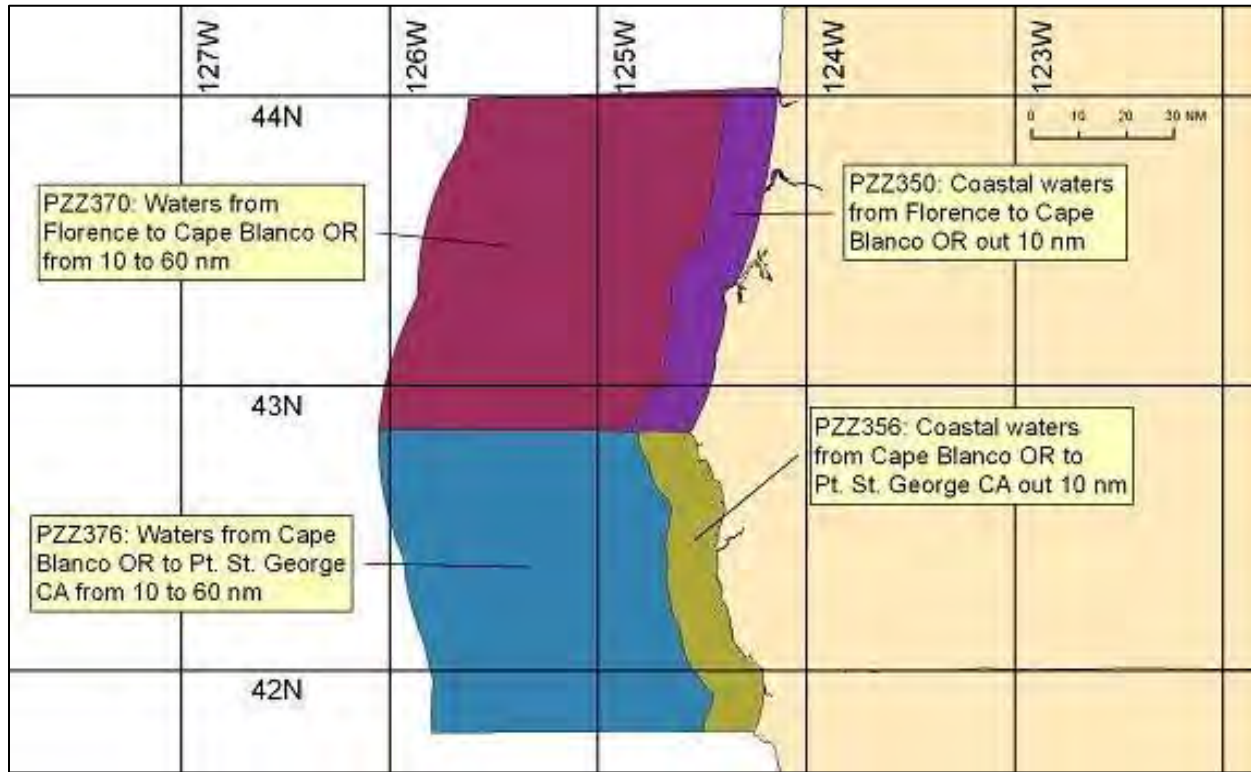 127W
126W
125W
124W
123W
44N
0 10 20 30 NM
PZZ370: Waters from
Florence to Cape Blanco OR
from 10 to 60 nm
PZZ350: Coastal waters
from Florence to Cape
Blanco OR out 10 nm
43N
PZZ356: Coastal waters
from Cape Blanco OR to
Pt. St. George CA out 10 nm
PZZ376: Waters from Cape
Blanco OR to Pt. St. George
CA from 10 to 60 nm
42N